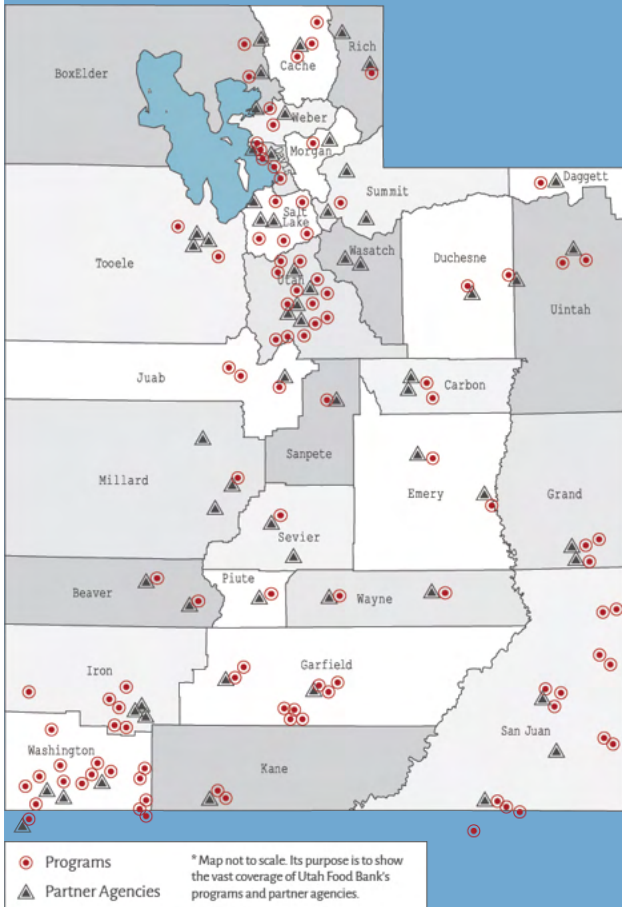 Rich
Cache
BoxElder
Weber
Morgan
Summit
Daggett
Salt
Lake
Wasatch
Duchesne
Tooele
Utah
Uintah
Juab
Carbon
Sanpete
Millard
Emery
Grand
Sevier
Piute
Beaver
Wayne
Iron
Garfield
San Juan
Washington
Kane
Programs
Partner Agencies
* Map not to scale. Its purpose is to show
the vast coverage of Utah Food Bank's
programs and partner agencies.